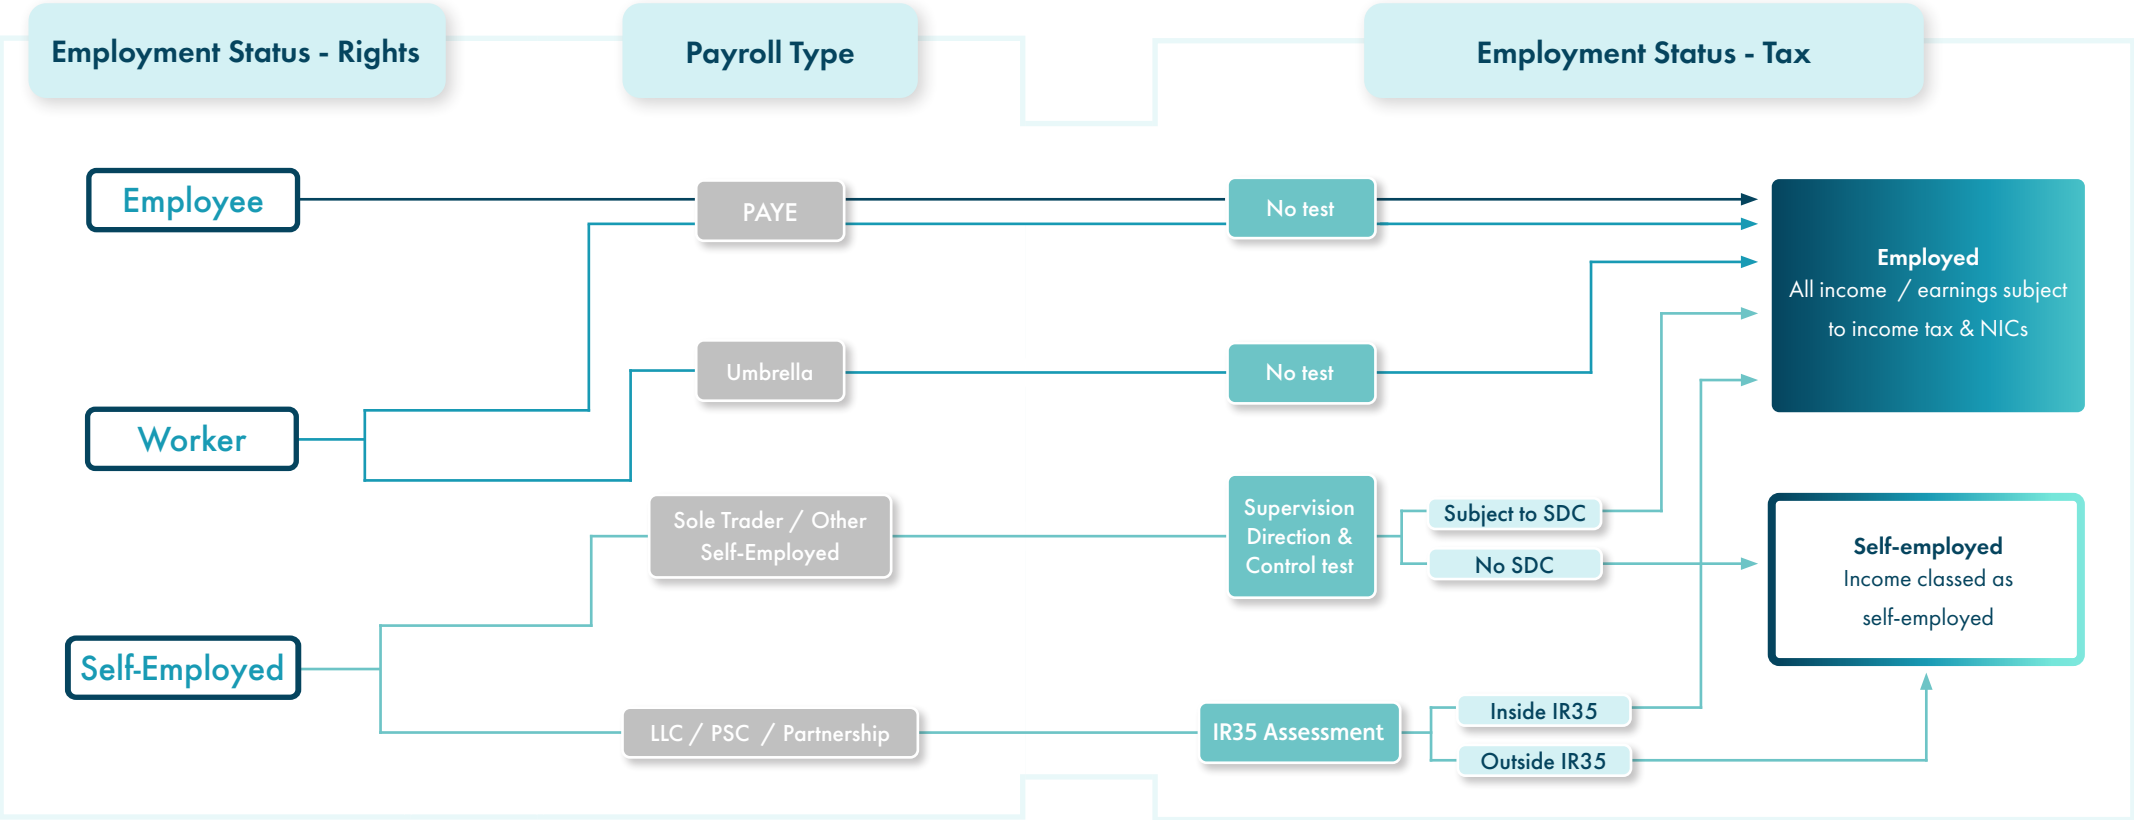 Employment Status - Rights
Payroll Type
Employment Status - Tax
Employee
PAYE
No test
Employed
All income / earnings subject
to income tax & NICs
Umbrella
No test
Worker
Sole Trader / Other
Self-Employed
Supervision
Direction &
Control test
Subject to SDC
No SDC
Self-employed
Income classed as
self-employed
Self-Employed
LLC / PSC / Partnership
IR35 Assessment
Inside IR35
Outside IR35